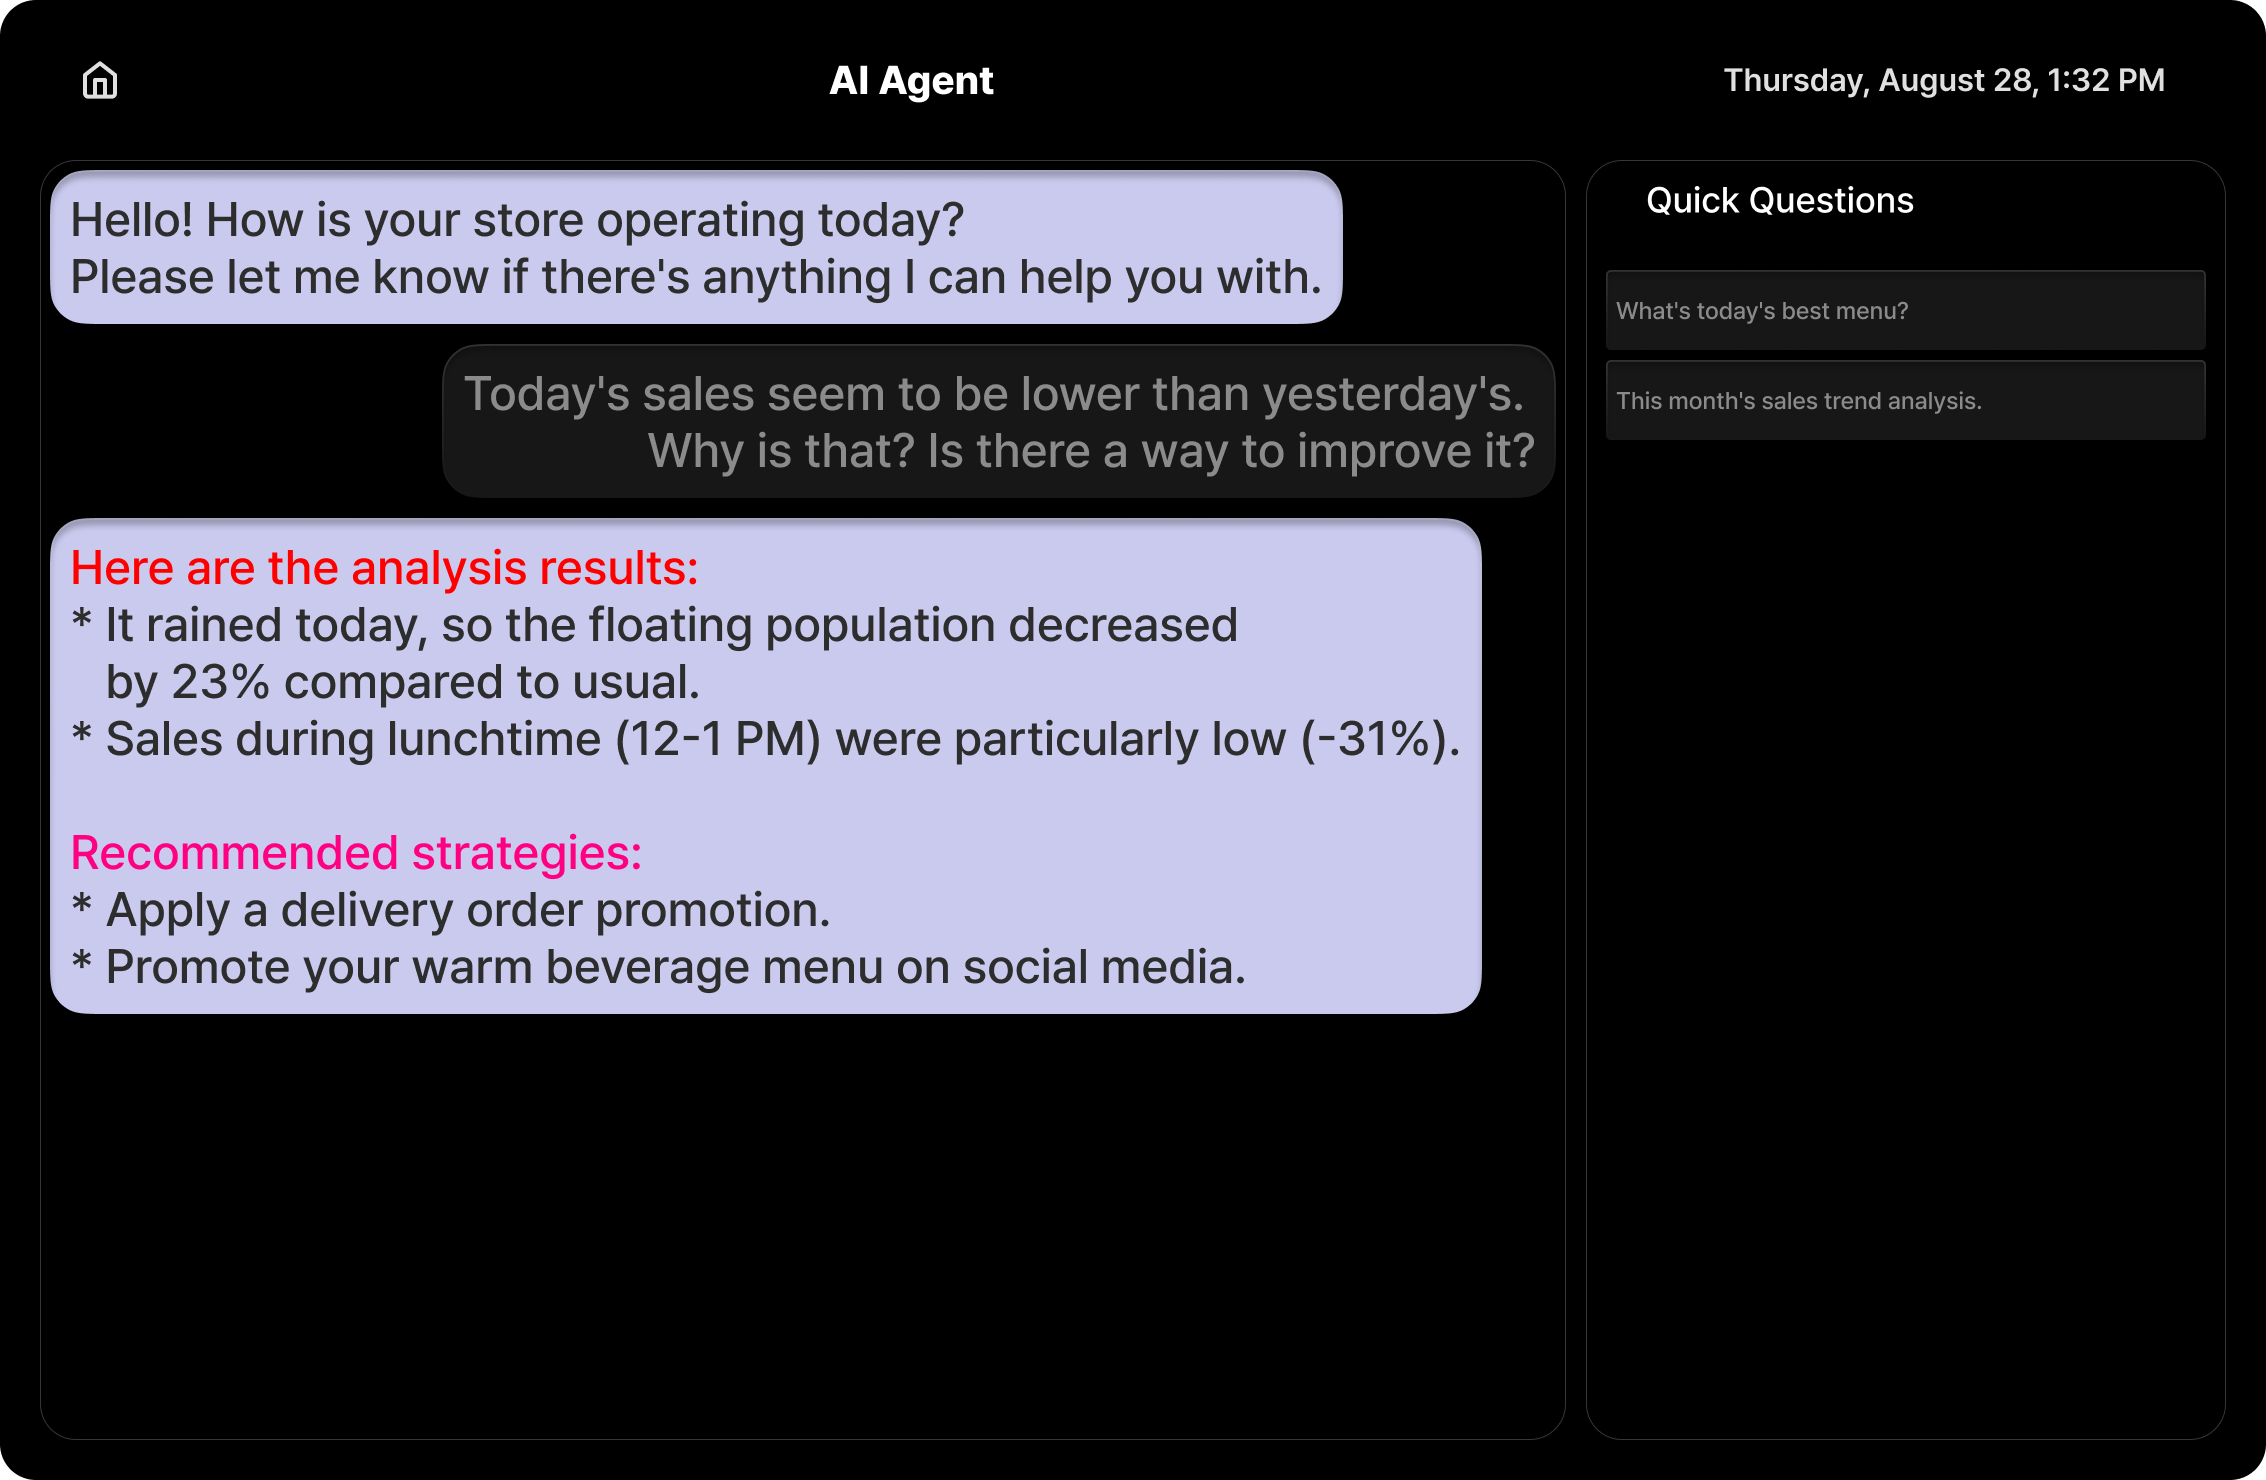 AI Agent
Thursday, August 28, 1:32 PM
Hello! How is your store operating today?
Please let me know if there's anything I can help you with.
Today's sales seem to be lower than yesterday's.
Why is that? Is there a way to improve it?
Here are the analysis results:
* It rained today, so the floating population decreased
by 23% compared to usual.
* Sales during lunchtime (12-1 PM) were particularly low (-31%).
Recommended strategies:
* Apply a delivery order promotion.
* Promote your warm beverage menu on social media.
Quick Questions
What's today's best menu?
This month's sales trend analysis.